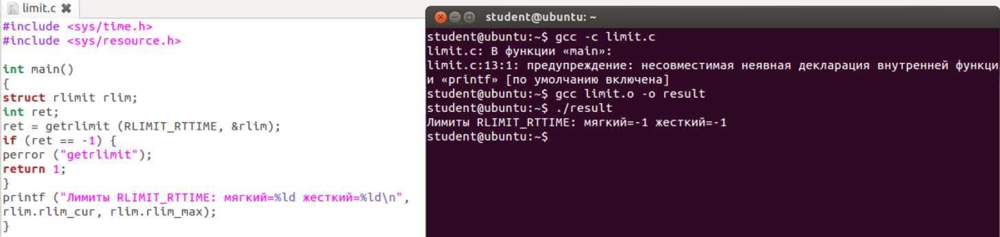 limit.c
#include <sys/time.h>
#include <sys/resource.h>
int main()
{
struct rlimit rlim;
int ret;
ret = getrlimit (RLIMIT_RTTIME, &rlim);
if (ret == -1) {
perror ("getrlimit");
return 1;
}
printf ("Лимиты RLIMIT_RTTIME: мягкий=%ld жесткий=%ld\n",
rlim.rlim_cur, rlim.rlim_max);
}
student@ubuntu: ~
student@ubuntu:~$ gcc -c limit.c
limit.c: В функции «main»:
limit.c:13:1: предупреждение: несовместимая неявная декларация внутренней функци
и «printf» [по умолчанию включена]
student@ubuntu:~$ gcc limit.o -o result
student@ubuntu:~$ ./result
Лимиты RLIMIT_RTTIME: мягкий=-1 жесткий=-1
student@ubuntu:~$